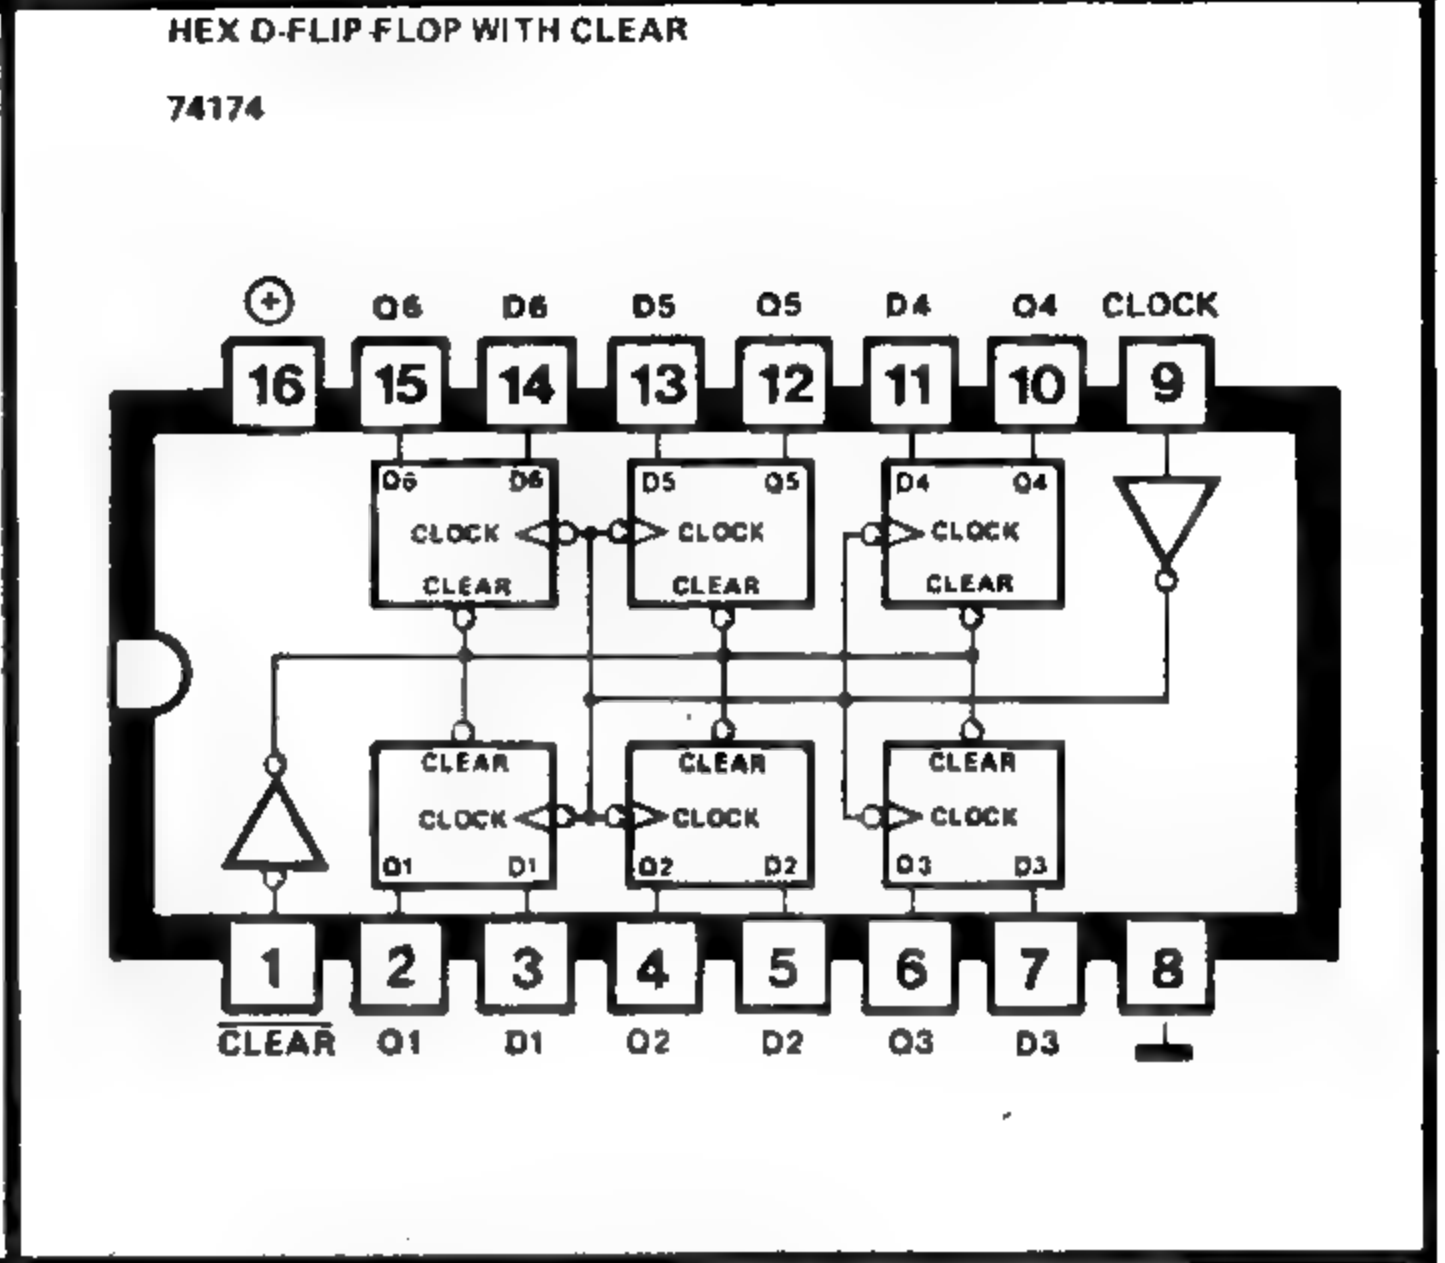 HEX D-FLIP-FLOP WITH CLEAR
74174
+ Q6 D6 D5 Q5 D4 Q4 CLOCK
16 15 14 13 12 11 10 9
Q6 D6 D5 Q5 D4 Q4
CLOCK CLOCK CLOCK
CLEAR CLEAR CLEAR
CLEAR CLEAR CLEAR
CLOCK CLOCK CLOCK
Q1 D1 Q2 D2 Q3 D3
1 2 3 4 5 6 7 8
C̅L̅E̅A̅R̅ Q1 D1 Q2 D2 Q3 D3